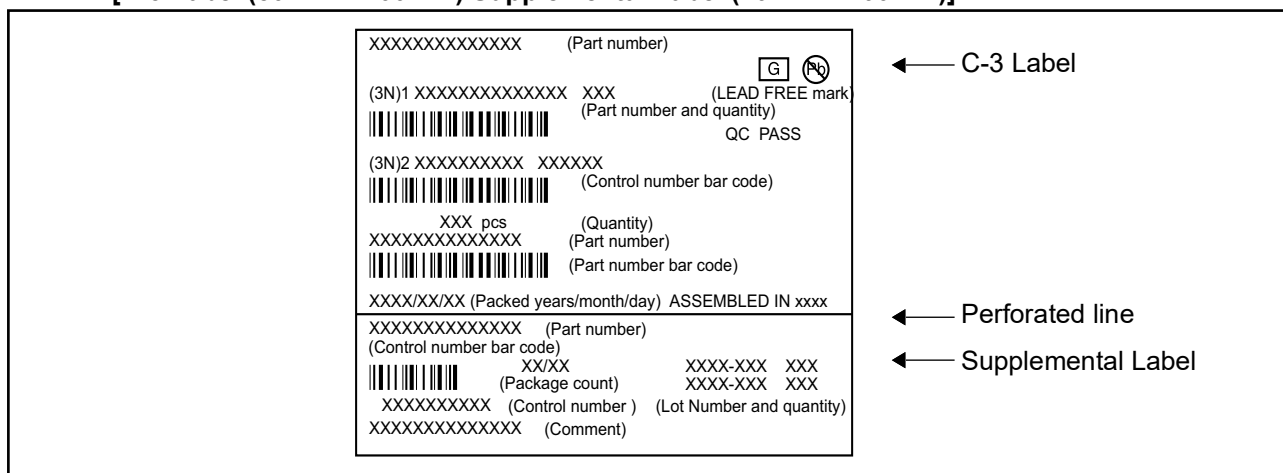 XXXXXXXXXXXXXX (Part number)
G Pb
(3N)1 XXXXXXXXXXXXXX XXX (LEAD FREE mark)
(Part number and quantity)
QC PASS
(3N)2 XXXXXXXXXX XXXXXX
(Control number bar code)
XXX pcs (Quantity)
XXXXXXXXXXXXXX (Part number)
(Part number bar code)
XXXX/XX/XX (Packed years/month/day) ASSEMBLED IN xxxx
XXXXXXXXXXXXXX (Part number)
(Control number bar code)
XX/XX XXXX-XXX XXX
(Package count) XXXX-XXX XXX
XXXXXXXXXX (Control number ) (Lot Number and quantity)
XXXXXXXXXXXXXX (Comment)
C-3 Label
Perforated line
Supplemental Label